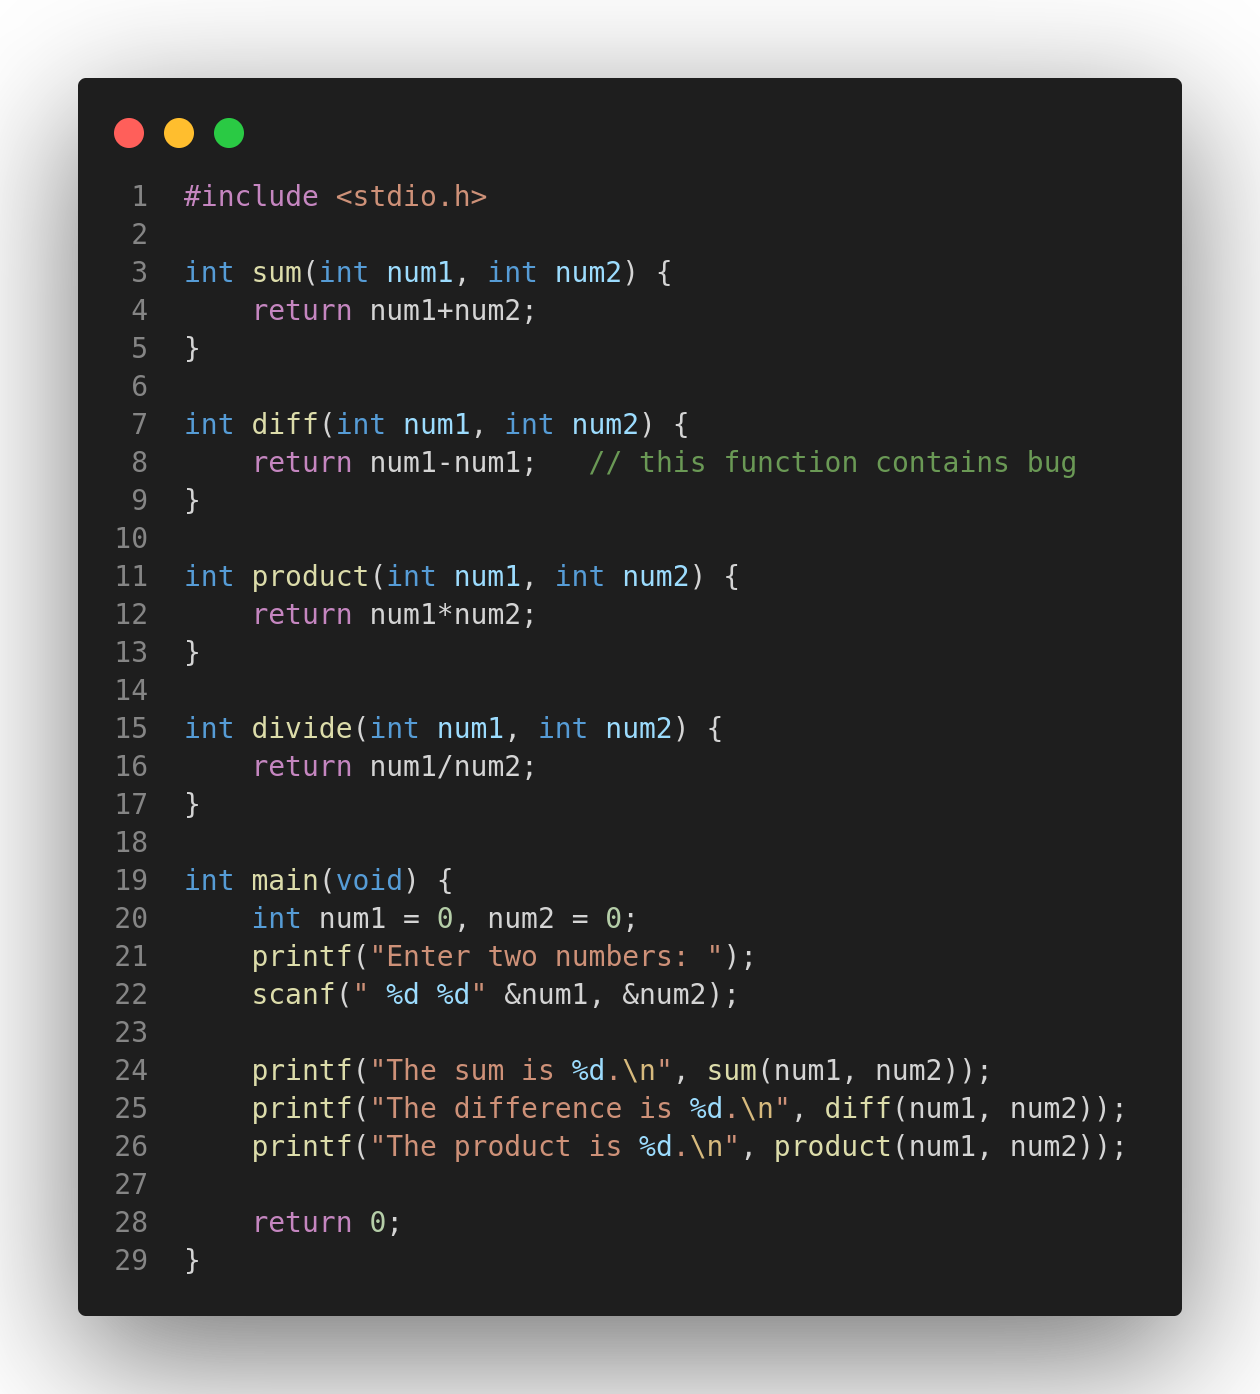 1 #include <stdio.h>
2
3 int sum(int num1, int num2) {
4     return num1+num2;
5 }
6
7 int diff(int num1, int num2) {
8     return num1-num1;   // this function contains bug
9 }
10
11 int product(int num1, int num2) {
12     return num1*num2;
13 }
14
15 int divide(int num1, int num2) {
16     return num1/num2;
17 }
18
19 int main(void) {
20     int num1 = 0, num2 = 0;
21     printf("Enter two numbers: ");
22     scanf(" %d %d" &num1, &num2);
23
24     printf("The sum is %d.\n", sum(num1, num2));
25     printf("The difference is %d.\n", diff(num1, num2));
26     printf("The product is %d.\n", product(num1, num2));
27
28     return 0;
29 }